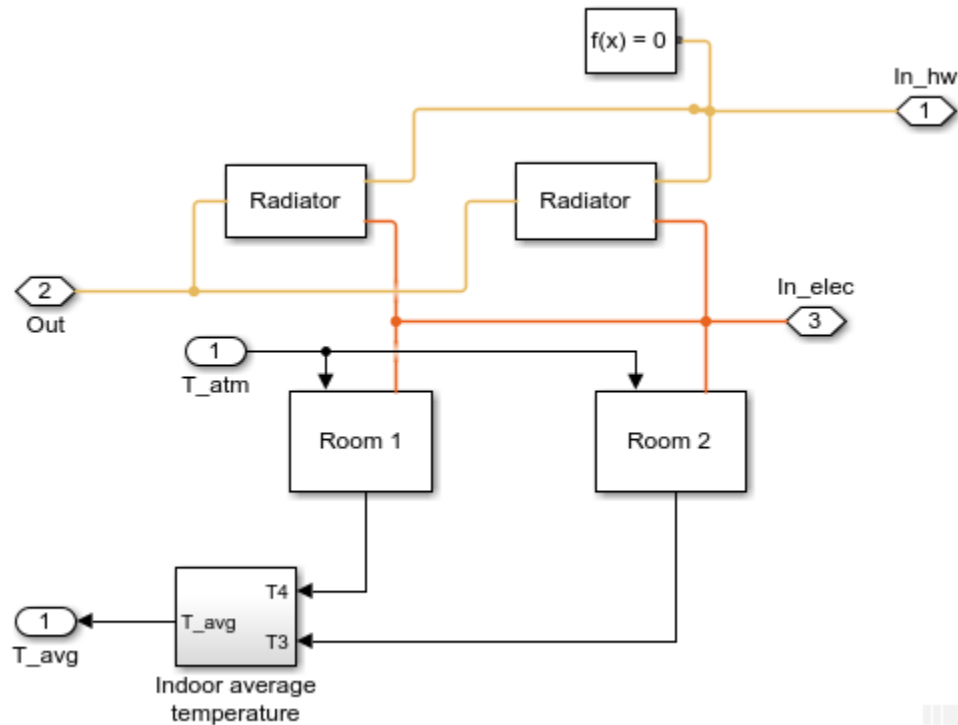 f(x) = 0
In_hw
1
Radiator
Radiator
2
Out
In_elec
3
1
T_atm
Room 1
Room 2
T4
T_avg
T3
1
T_avg
Indoor average
temperature